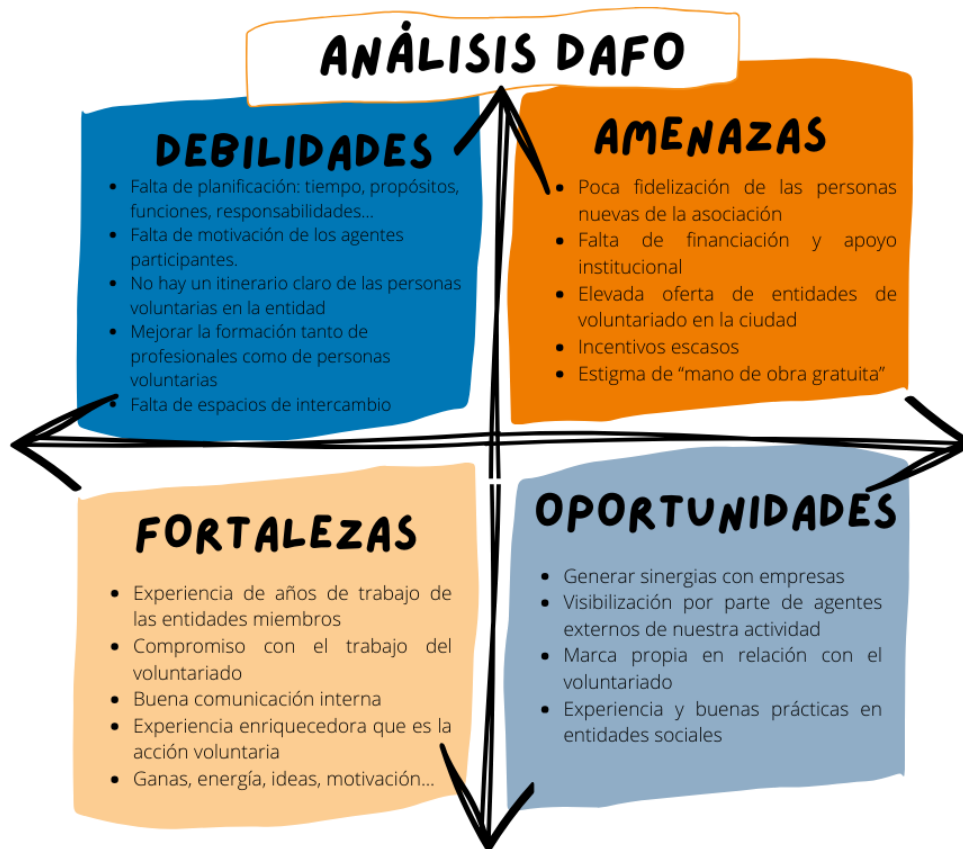 ANÁLISIS DAFO
DEBILIDADES
• Falta de planificación: tiempo, propósitos,
funciones, responsabilidades...
• Falta de motivación de los agentes
participantes.
• No hay un itinerario claro de las personas
voluntarias en la entidad
• Mejorar la formación tanto de
profesionales como de personas
voluntarias
• Falta de espacios de intercambio
AMENAZAS
• Poca fidelización de las personas
nuevas de la asociación
• Falta de financiación y apoyo
institucional
• Elevada oferta de entidades de
voluntariado en la ciudad
• Incentivos escasos
• Estigma de “mano de obra gratuita”
FORTALEZAS
• Experiencia de años de trabajo de
las entidades miembros
• Compromiso con el trabajo del
voluntariado
• Buena comunicación interna
• Experiencia enriquecedora que es la
acción voluntaria
• Ganas, energía, ideas, motivación...
OPORTUNIDADES
• Generar sinergias con empresas
• Visibilización por parte de agentes
externos de nuestra actividad
• Marca propia en relación con el
voluntariado
• Experiencia y buenas prácticas en
entidades sociales